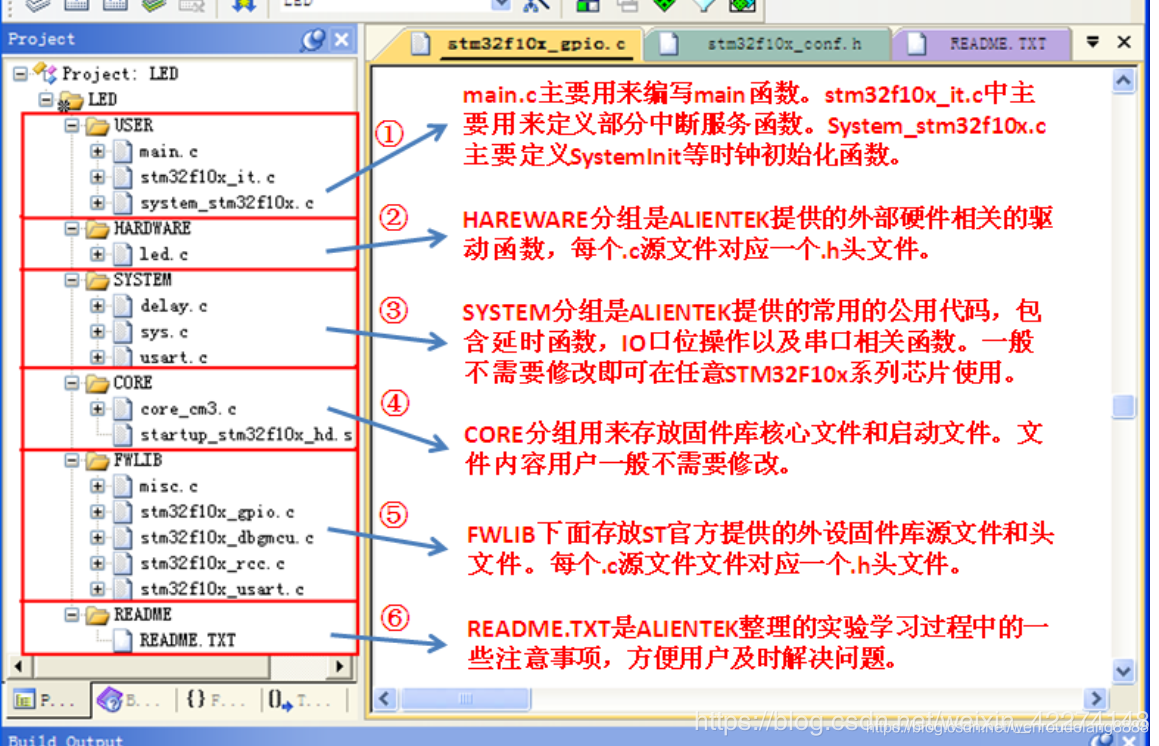 LED
Project
stm32f10x_gpio.c
stm32f10x_conf.h
README.TXT
Project: LED
LED
USER
main.c
stm32f10x_it.c
system_stm32f10x.c
HARDWARE
led.c
SYSTEM
delay.c
sys.c
usart.c
CORE
core_cm3.c
startup_stm32f10x_hd.s
FWLIB
misc.c
stm32f10x_gpio.c
stm32f10x_dbgmcu.c
stm32f10x_rcc.c
stm32f10x_usart.c
README
README.TXT
①
main.c主要用来编写main函数。stm32f10x_it.c中主
要用来定义部分中断服务函数。System_stm32f10x.c
主要定义SystemInit等时钟初始化函数。
②
HAREWARE分组是ALIENTEK提供的外部硬件相关的驱
动函数，每个.c源文件对应一个.h头文件。
③
SYSTEM分组是ALIENTEK提供的常用的公用代码，包
含延时函数，IO口位操作以及串口相关函数。一般
不需要修改即可在任意STM32F10x系列芯片使用。
④
CORE分组用来存放固件库核心文件和启动文件。文
件内容用户一般不需要修改。
⑤
FWLIB下面存放ST官方提供的外设固件库源文件和头
文件。每个.c源文件文件对应一个.h头文件。
⑥
README.TXT是ALIENTEK整理的实验学习过程中的一
些注意事项，方便用户及时解决问题。
P... B... {} F... 0 T...
https://blog.csdn.net/weixin_42274148
Build Output